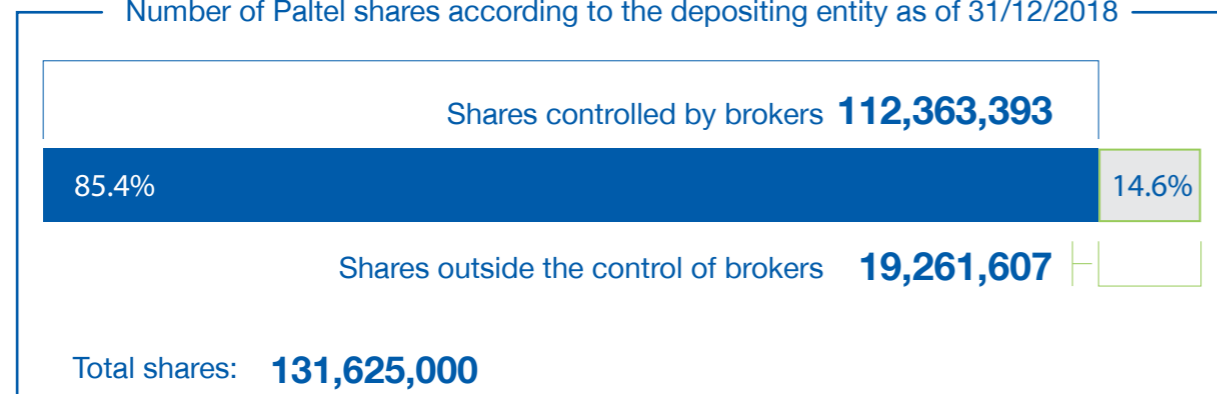 Number of Paltel shares according to the depositing entity as of 31/12/2018
Shares controlled by brokers 112,363,393
85.4% 14.6%
Shares outside the control of brokers 19,261,607
Total shares: 131,625,000